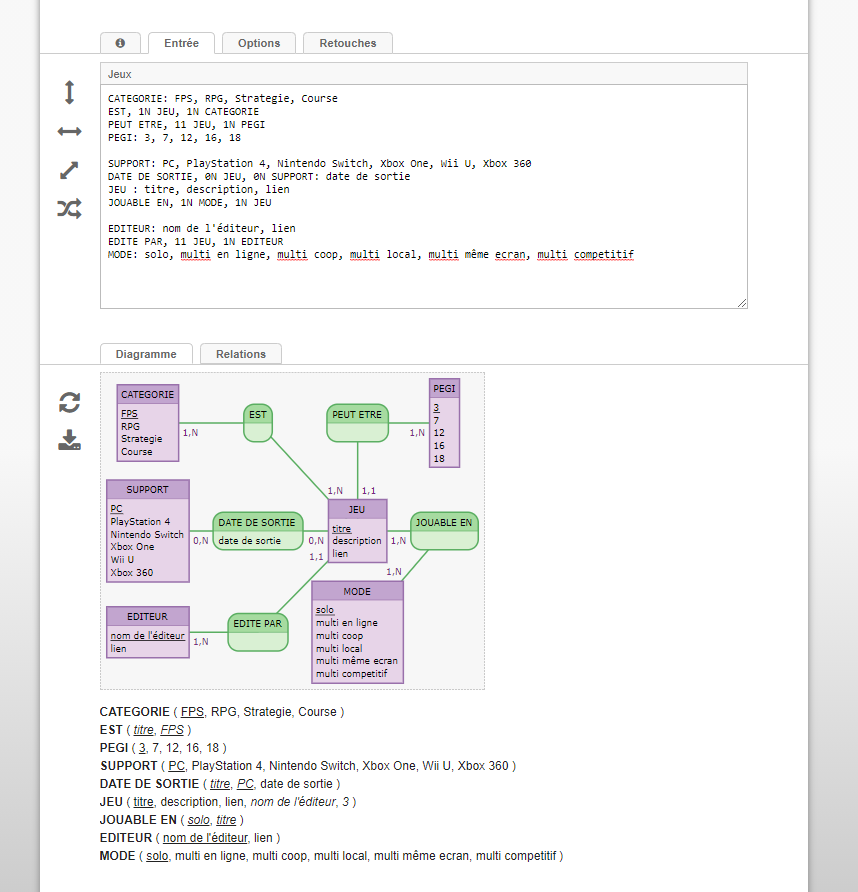 Entrée
Options
Retouches
Jeux
CATEGORIE: FPS, RPG, Strategie, Course
EST, 1N JEU, 1N CATEGORIE
PEUT ETRE, 11 JEU, 1N PEGI
PEGI: 3, 7, 12, 16, 18
SUPPORT: PC, PlayStation 4, Nintendo Switch, Xbox One, Wii U, Xbox 360
DATE DE SORTIE, 0N JEU, 0N SUPPORT: date de sortie
JEU : titre, description, lien
JOUABLE EN, 1N MODE, 1N JEU
EDITEUR: nom de l'éditeur, lien
EDITE PAR, 11 JEU, 1N EDITEUR
MODE: solo, multi en ligne, multi coop, multi local, multi même ecran, multi competitif
Diagramme
Relations
CATEGORIE
FPS
RPG
Strategie
Course
1,N
EST
PEUT ETRE
1,N
PEGI
3
7
12
16
18
1,N
1,1
SUPPORT
PC
PlayStation 4
Nintendo Switch
Xbox One
Wii U
Xbox 360
0,N
DATE DE SORTIE
date de sortie
0,N
1,1
JEU
titre
description
lien
1,N
JOUABLE EN
1,N
EDITEUR
nom de l'éditeur
lien
1,N
EDITE PAR
MODE
solo
multi en ligne
multi coop
multi local
multi même ecran
multi competitif
CATEGORIE ( FPS, RPG, Strategie, Course )
EST ( titre, FPS )
PEGI ( 3, 7, 12, 16, 18 )
SUPPORT ( PC, PlayStation 4, Nintendo Switch, Xbox One, Wii U, Xbox 360 )
DATE DE SORTIE ( titre, PC, date de sortie )
JEU ( titre, description, lien, nom de l'éditeur, 3 )
JOUABLE EN ( solo, titre )
EDITEUR ( nom de l'éditeur, lien )
MODE ( solo, multi en ligne, multi coop, multi local, multi même ecran, multi competitif )